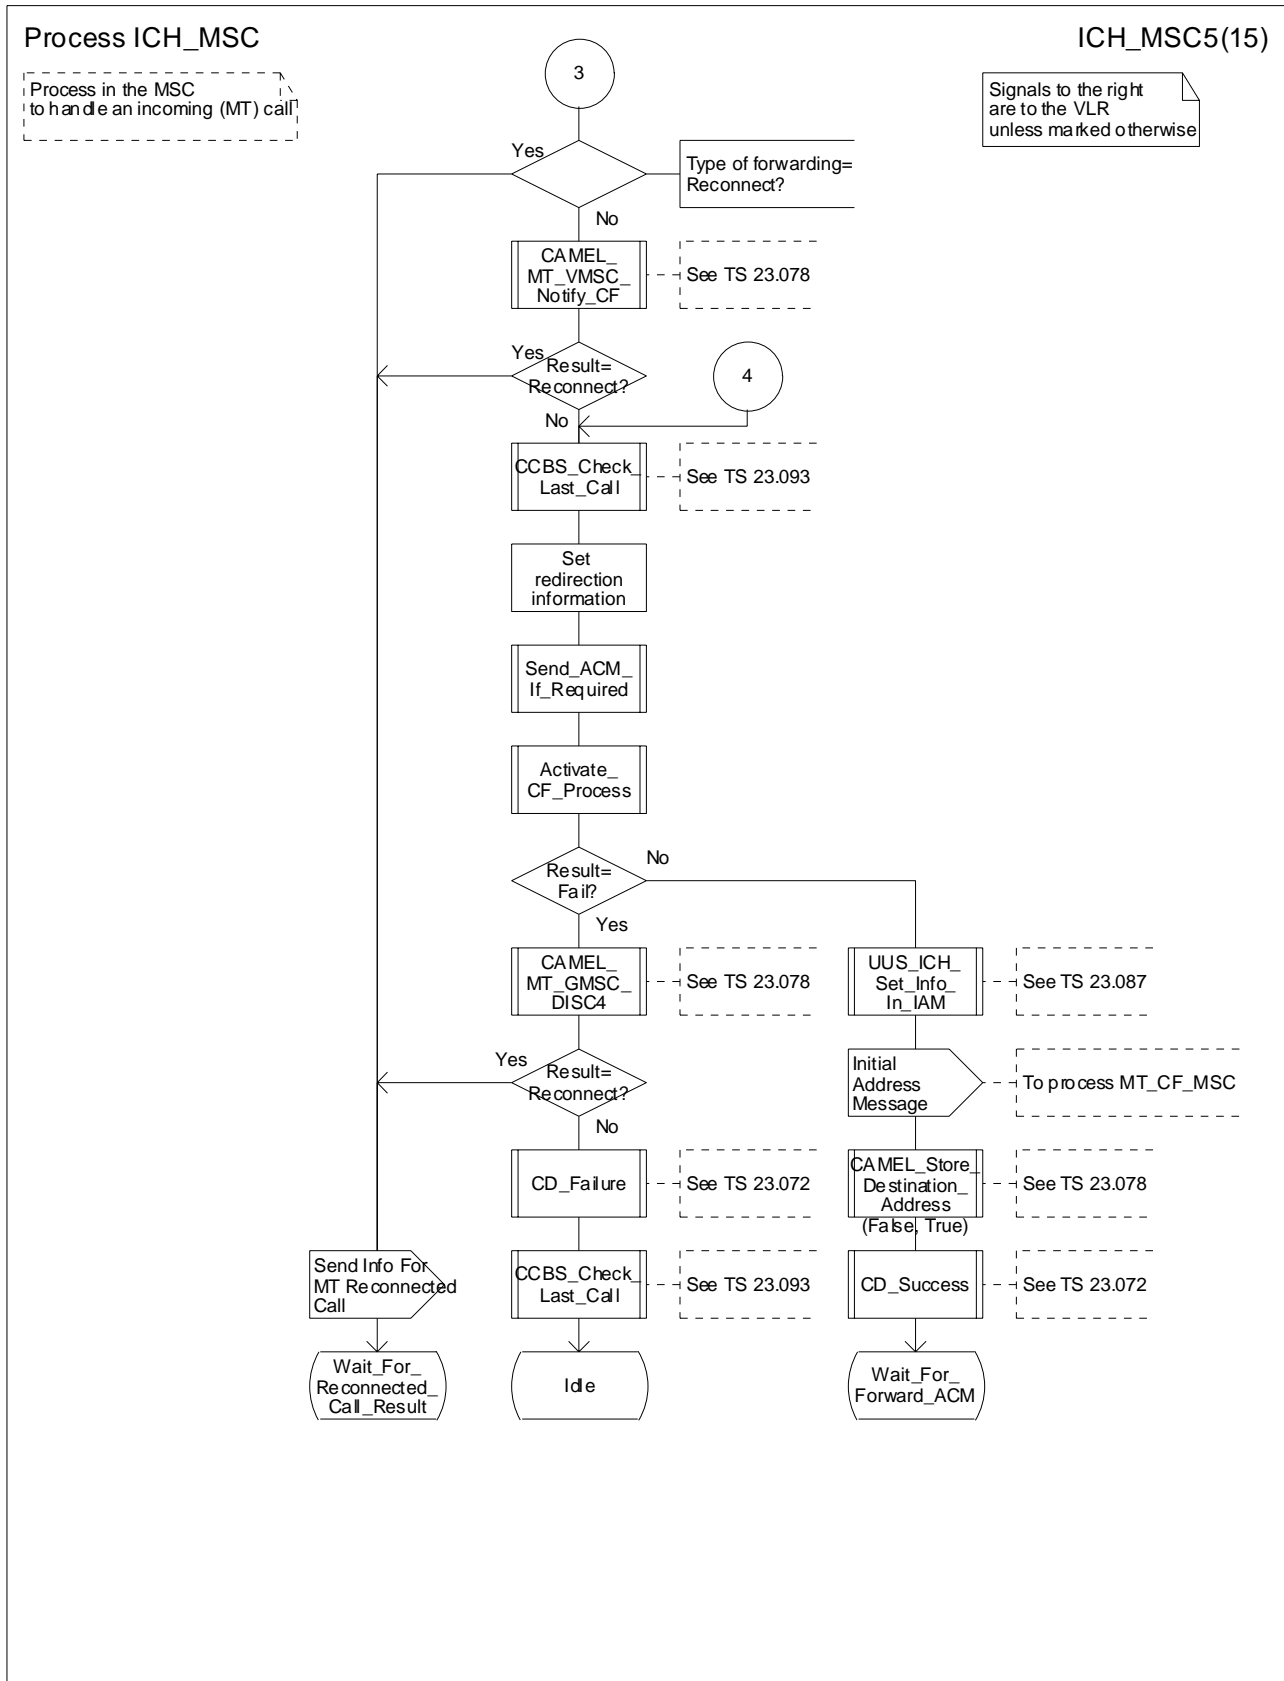 Process ICH_MSC
ICH_MSC5(15)
Process in the MSC
to handle an incoming (MT) call
Signals to the right
are to the VLR
unless marked otherwise
3
Yes
Type of forwarding=
Reconnect?
No
CAMEL_
MT_VMSC_
Notify_CF
See TS 23.078
Yes
Result=
Reconnect?
4
No
CCBS_Check_
Last_Call
See TS 23.093
Set
redirection
information
Send_ACM_
If_Required
Activate_
CF_Process
Result=
Fail?
No
Yes
CAMEL_
MT_GMSC_
DISC4
See TS 23.078
UUS_ICH_
Set_Info_
In_IAM
See TS 23.087
Yes
Result=
Reconnect?
Initial
Address
Message
To process MT_CF_MSC
No
CD_Failure
See TS 23.072
CAMEL_Store_
Destination_
Address
(False, True)
See TS 23.078
Send Info For
MT Reconnected
Call
CCBS_Check_
Last_Call
See TS 23.093
CD_Success
See TS 23.072
Wait_For_
Reconnected_
Call_Result
Idle
Wait_For_
Forward_ACM